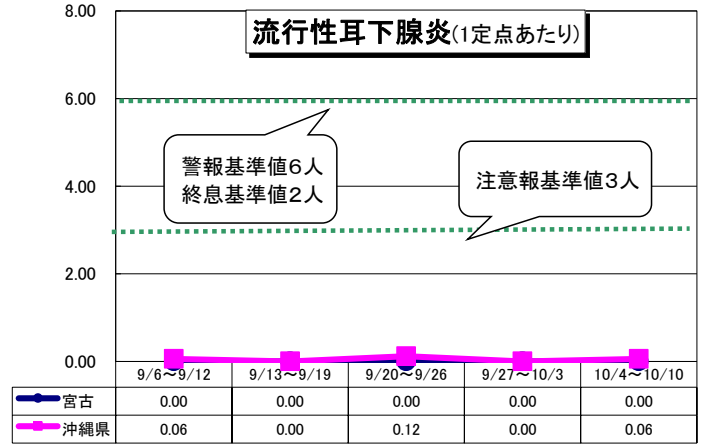 流行性耳下腺炎(1定点あたり)
8.00
6.00
警報基準値6人
終息基準値2人
注意報基準値3人
4.00
2.00
0.00
9/6～9/12 9/13～9/19 9/20～9/26 9/27～10/3 10/4～10/10
宮古 0.00 0.00 0.00 0.00 0.00
沖縄県 0.06 0.00 0.12 0.00 0.06